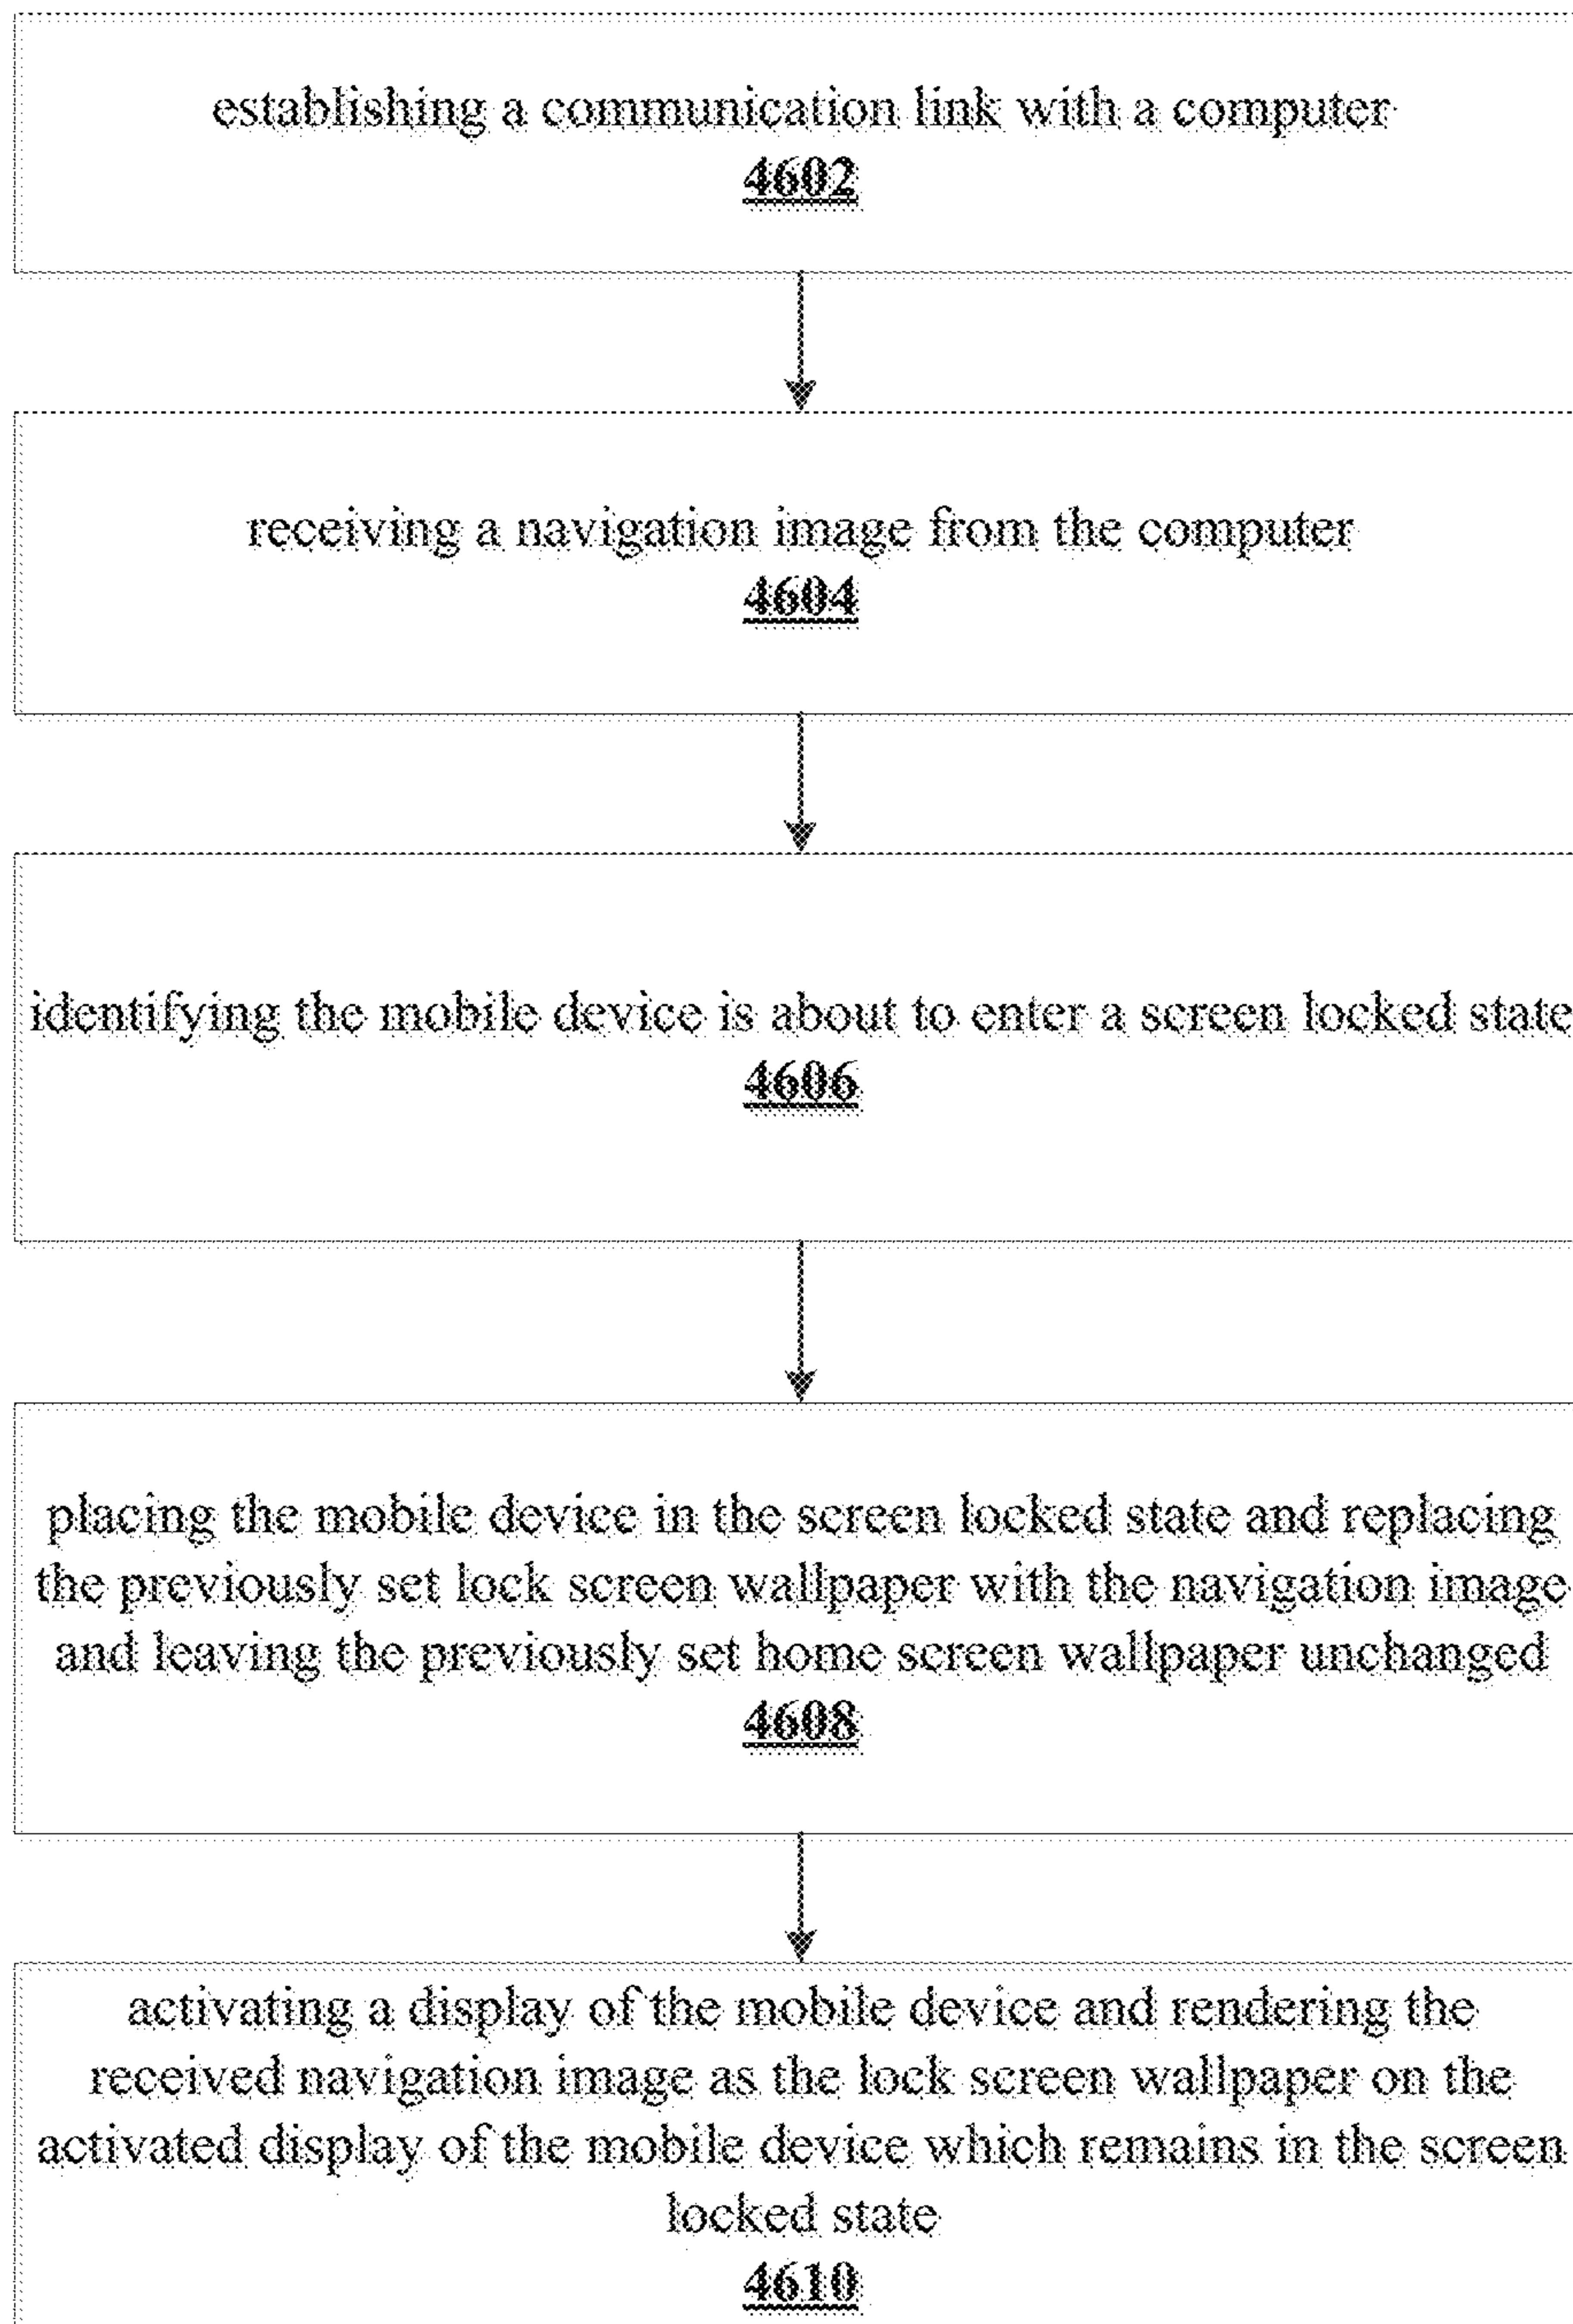 establishing a communication link with a computer
4602
receiving a navigation image from the computer
4604
identifying the mobile device is about to enter a screen locked state
4606
placing the mobile device in the screen locked state and replacing
the previously set lock screen wallpaper with the navigation image
and leaving the previously set home screen wallpaper unchanged
4608
activating a display of the mobile device and rendering the
received navigation image as the lock screen wallpaper on the
activated display of the mobile device which remains in the screen
locked state
4610